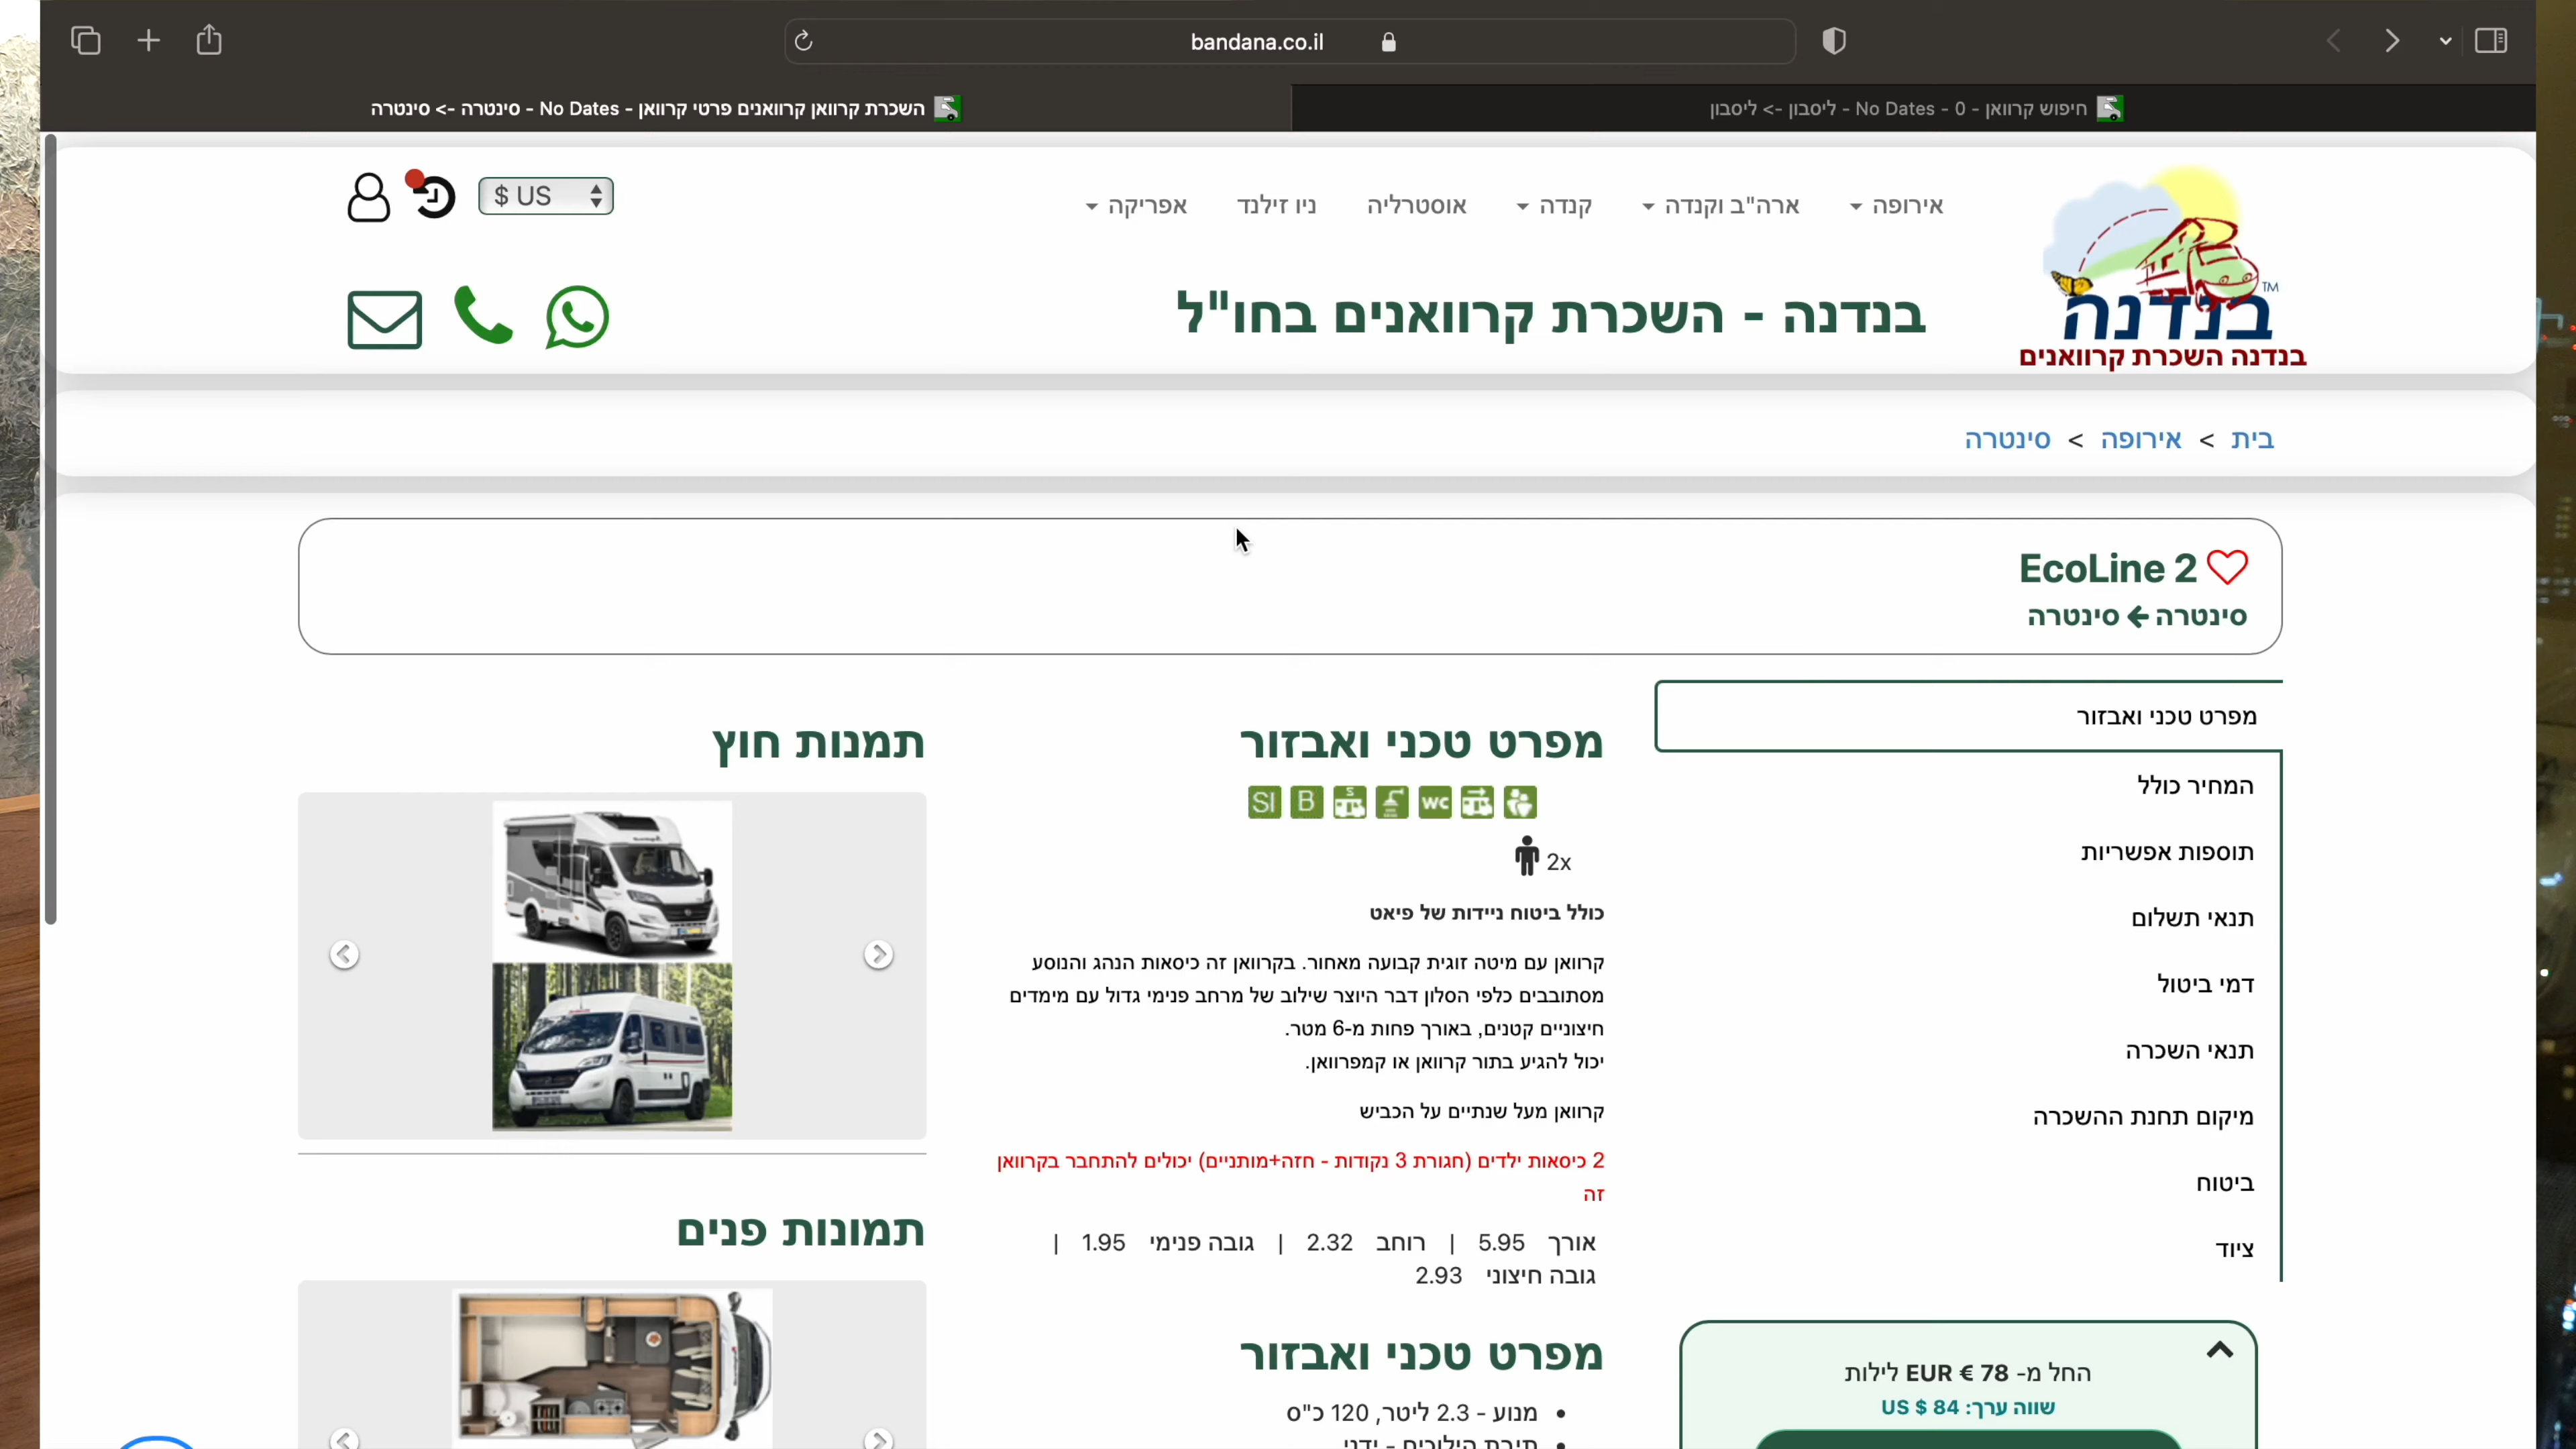 bandana.co.il
השכרת קרוואן קרוואנים פרטי קרוואן - No Dates - סינטרה -> סינטרה
חיפוש קרוואן - 0 - No Dates - ליסבון -> ליסבון
אירופה
ארה"ב וקנדה
קנדה
אוסטרליה
ניו זילנד
אפריקה
$ US
בנדנה TM
בנדנה השכרת קרוואנים
בנדנה - השכרת קרוואנים בחו"ל
בית > אירופה > סינטרה
EcoLine 2
סינטרה ← סינטרה
מפרט טכני ואבזור
המחיר כולל
תוספות אפשריות
תנאי תשלום
דמי ביטול
תנאי השכרה
מיקום תחנת ההשכרה
ביטוח
ציוד
החל מ- 78 € EUR לילות
שווה ערך: 84 $ US
מפרט טכני ואבזור
SI B S WC
2x
כולל ביטוח ניידות של פיאט
קרוואן עם מיטה זוגית קבועה מאחור. בקרוואן זה כיסאות הנהג והנוסע
מסתובבים כלפי הסלון דבר היוצר שילוב של מרחב פנימי גדול עם מימדים
חיצוניים קטנים, באורך פחות מ-6 מטר.
יכול להגיע בתור קרוואן או קמפרוואן.
קרוואן מעל שנתיים על הכביש
2 כיסאות ילדים (חגורת 3 נקודות - חזה+מותניים) יכולים להתחבר בקרוואן
זה
אורך 5.95 | רוחב 2.32 | גובה פנימי 1.95 |
גובה חיצוני 2.93
מפרט טכני ואבזור
• מנוע - 2.3 ליטר, 120 כ"ס
• תיבת הילוכים - ידני
תמנות חוץ
תמונות פנים